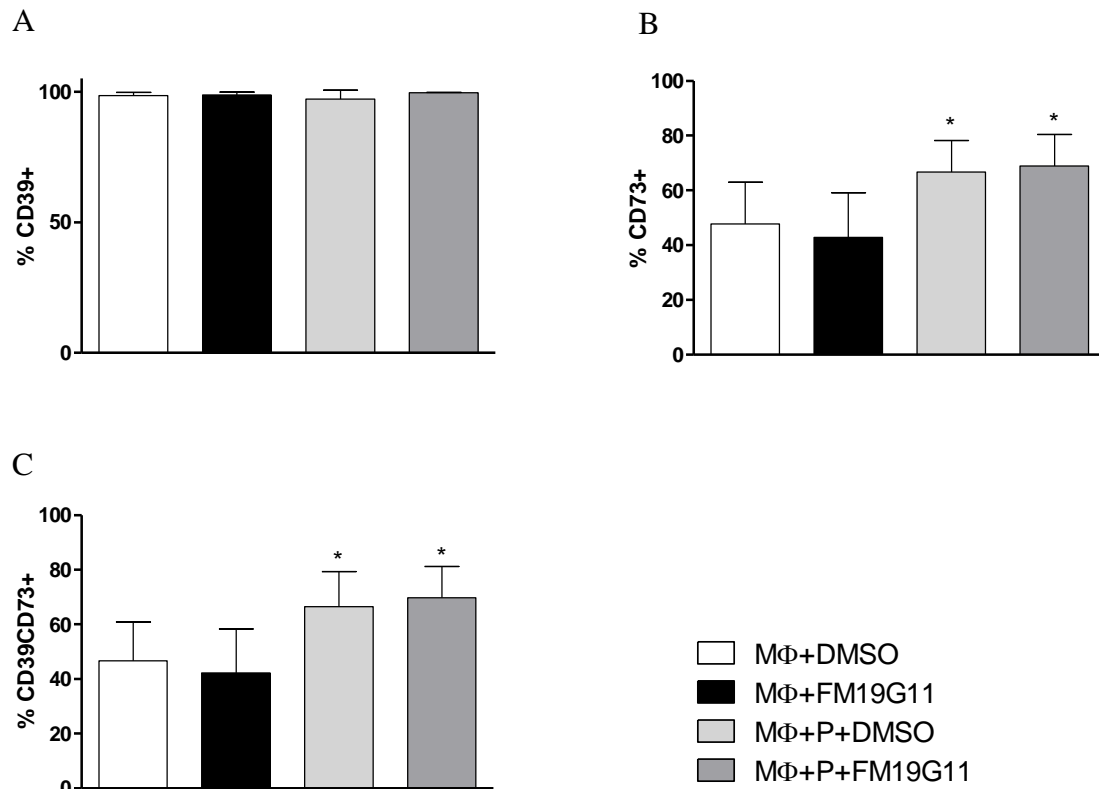 A
100
50
0
% CD39+
B
100
80
60
40
20
0
% CD73+
* *
C
100
80
60
40
20
0
% CD39CD73+
* *
MΦ+DMSO
MΦ+FM19G11
MΦ+P+DMSO
MΦ+P+FM19G11